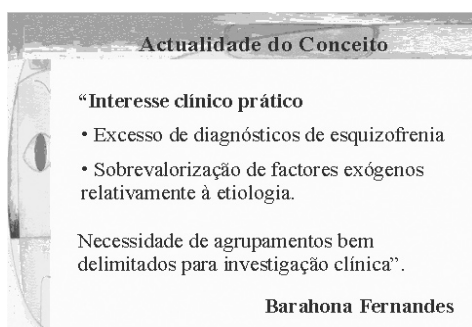 Actualidade do Conceito
“Interesse clínico prático
• Excesso de diagnósticos de esquizofrenia
• Sobrevalorização de factores exógenos
relativamente à etiologia.
Necessidade de agrupamentos bem
delimitados para investigação clínica”.
Barahona Fernandes